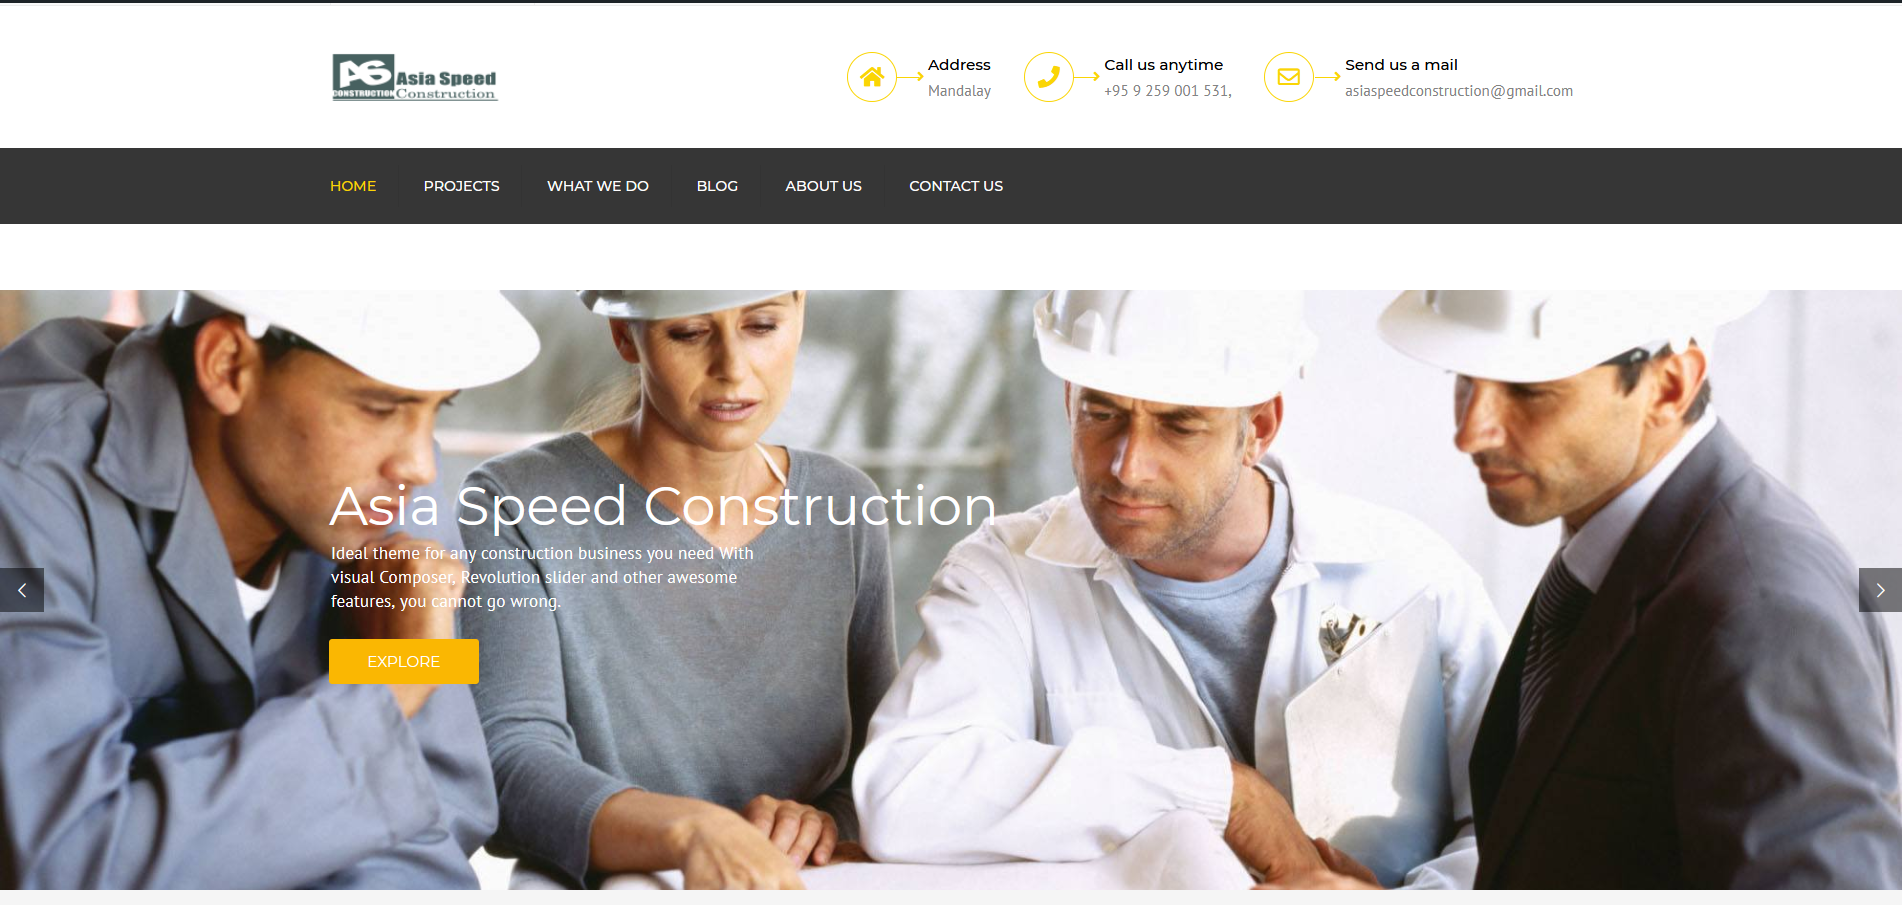 AS
CONSTRUCTION
Asia Speed
Construction
Address
Mandalay
Call us anytime
+95 9 259 001 531,
Send us a mail
asiaspeedconstruction@gmail.com
HOME
PROJECTS
WHAT WE DO
BLOG
ABOUT US
CONTACT US
Asia Speed Construction
Ideal theme for any construction business you need With
visual Composer, Revolution slider and other awesome
features, you cannot go wrong.
EXPLORE